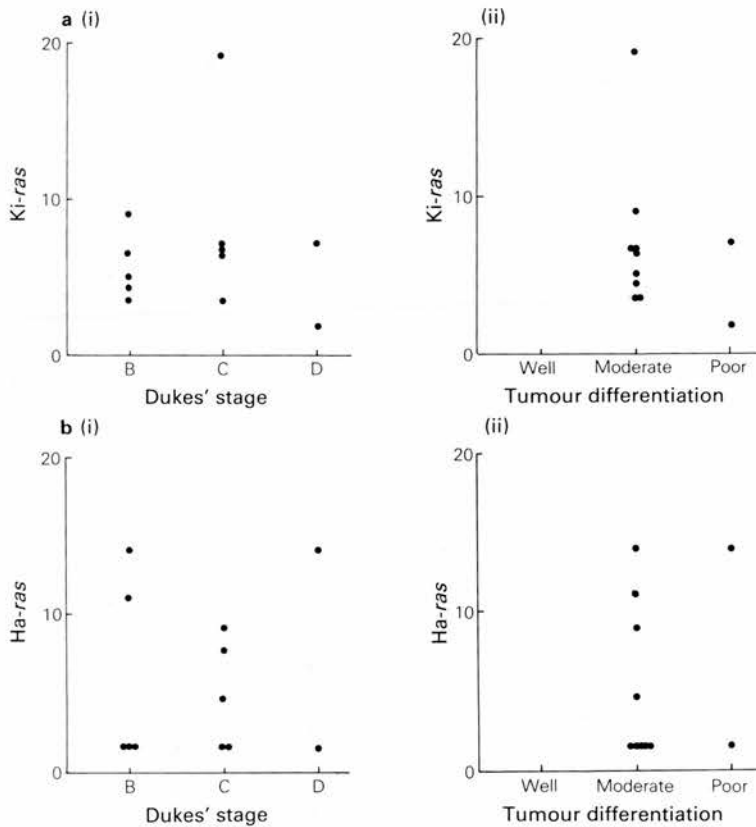 a (i)
20
10
0
Ki-ras
B C D
Dukes' stage
(ii)
20
10
0
Ki-ras
Well Moderate Poor
Tumour differentiation
b (i)
20
10
0
Ha-ras
B C D
Dukes' stage
(ii)
20
10
0
Ha-ras
Well Moderate Poor
Tumour differentiation